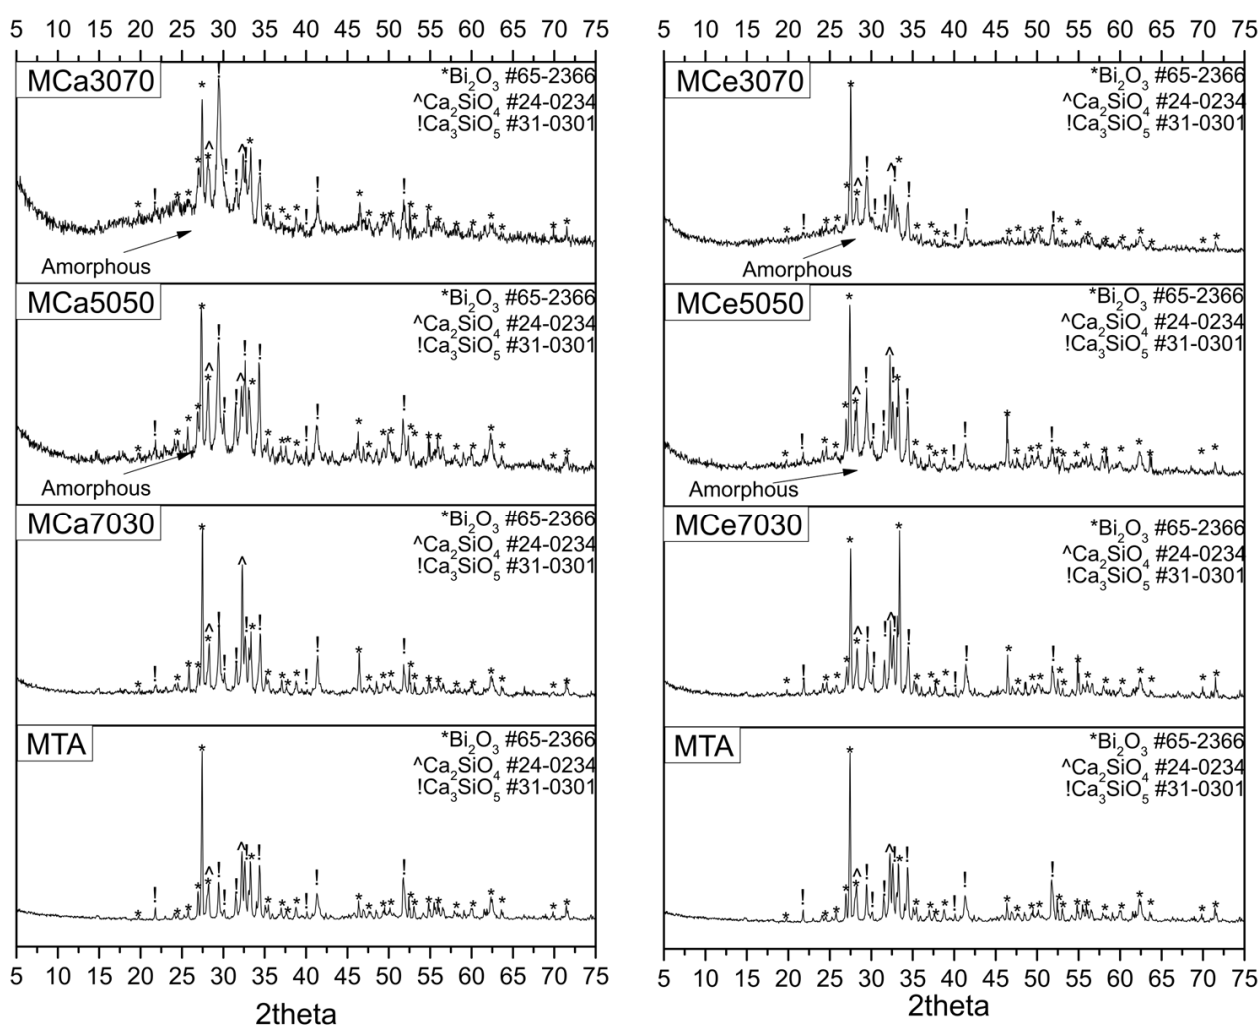 5 10 15 20 25 30 35 40 45 50 55 60 65 70 75
MCa3070
*Bi₂O₃ #65-2366
^Ca₂SiO₄ #24-0234
!Ca₃SiO₅ #31-0301
Amorphous
MCa5050
*Bi₂O₃ #65-2366
^Ca₂SiO₄ #24-0234
!Ca₃SiO₅ #31-0301
Amorphous
MCa7030
*Bi₂O₃ #65-2366
^Ca₂SiO₄ #24-0234
!Ca₃SiO₅ #31-0301
MTA
*Bi₂O₃ #65-2366
^Ca₂SiO₄ #24-0234
!Ca₃SiO₅ #31-0301
5 10 15 20 25 30 35 40 45 50 55 60 65 70 75
2theta
5 10 15 20 25 30 35 40 45 50 55 60 65 70 75
MCe3070
*Bi₂O₃ #65-2366
^Ca₂SiO₄ #24-0234
!Ca₃SiO₅ #31-0301
Amorphous
MCe5050
*Bi₂O₃ #65-2366
^Ca₂SiO₄ #24-0234
!Ca₃SiO₅ #31-0301
Amorphous
MCe7030
*Bi₂O₃ #65-2366
^Ca₂SiO₄ #24-0234
!Ca₃SiO₅ #31-0301
MTA
*Bi₂O₃ #65-2366
^Ca₂SiO₄ #24-0234
!Ca₃SiO₅ #31-0301
5 10 15 20 25 30 35 40 45 50 55 60 65 70 75
2theta